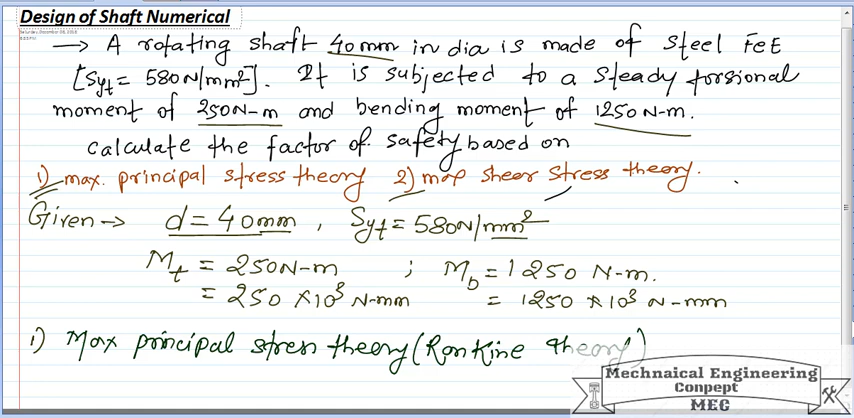 Design of Shaft Numerical
→ A rotating shaft 40mm in dia is made of steel FeE
[Syt = 580N/mm²]. It is subjected to a steady torsional
moment of 250N-m and bending moment of 1250N-m.
calculate the factor of safety based on
1) max. principal stress theory 2) max shear stress theory.
Given → d = 40mm , Syt = 580N/mm²
Mt = 250N-m ; Mb = 1250 N-m.
= 250 ×10³ N-mm = 1250 ×10³ N-mm
1) Max principal stress theory (Rankine theory)
Mechnaical Engineering
Conpept
MEC